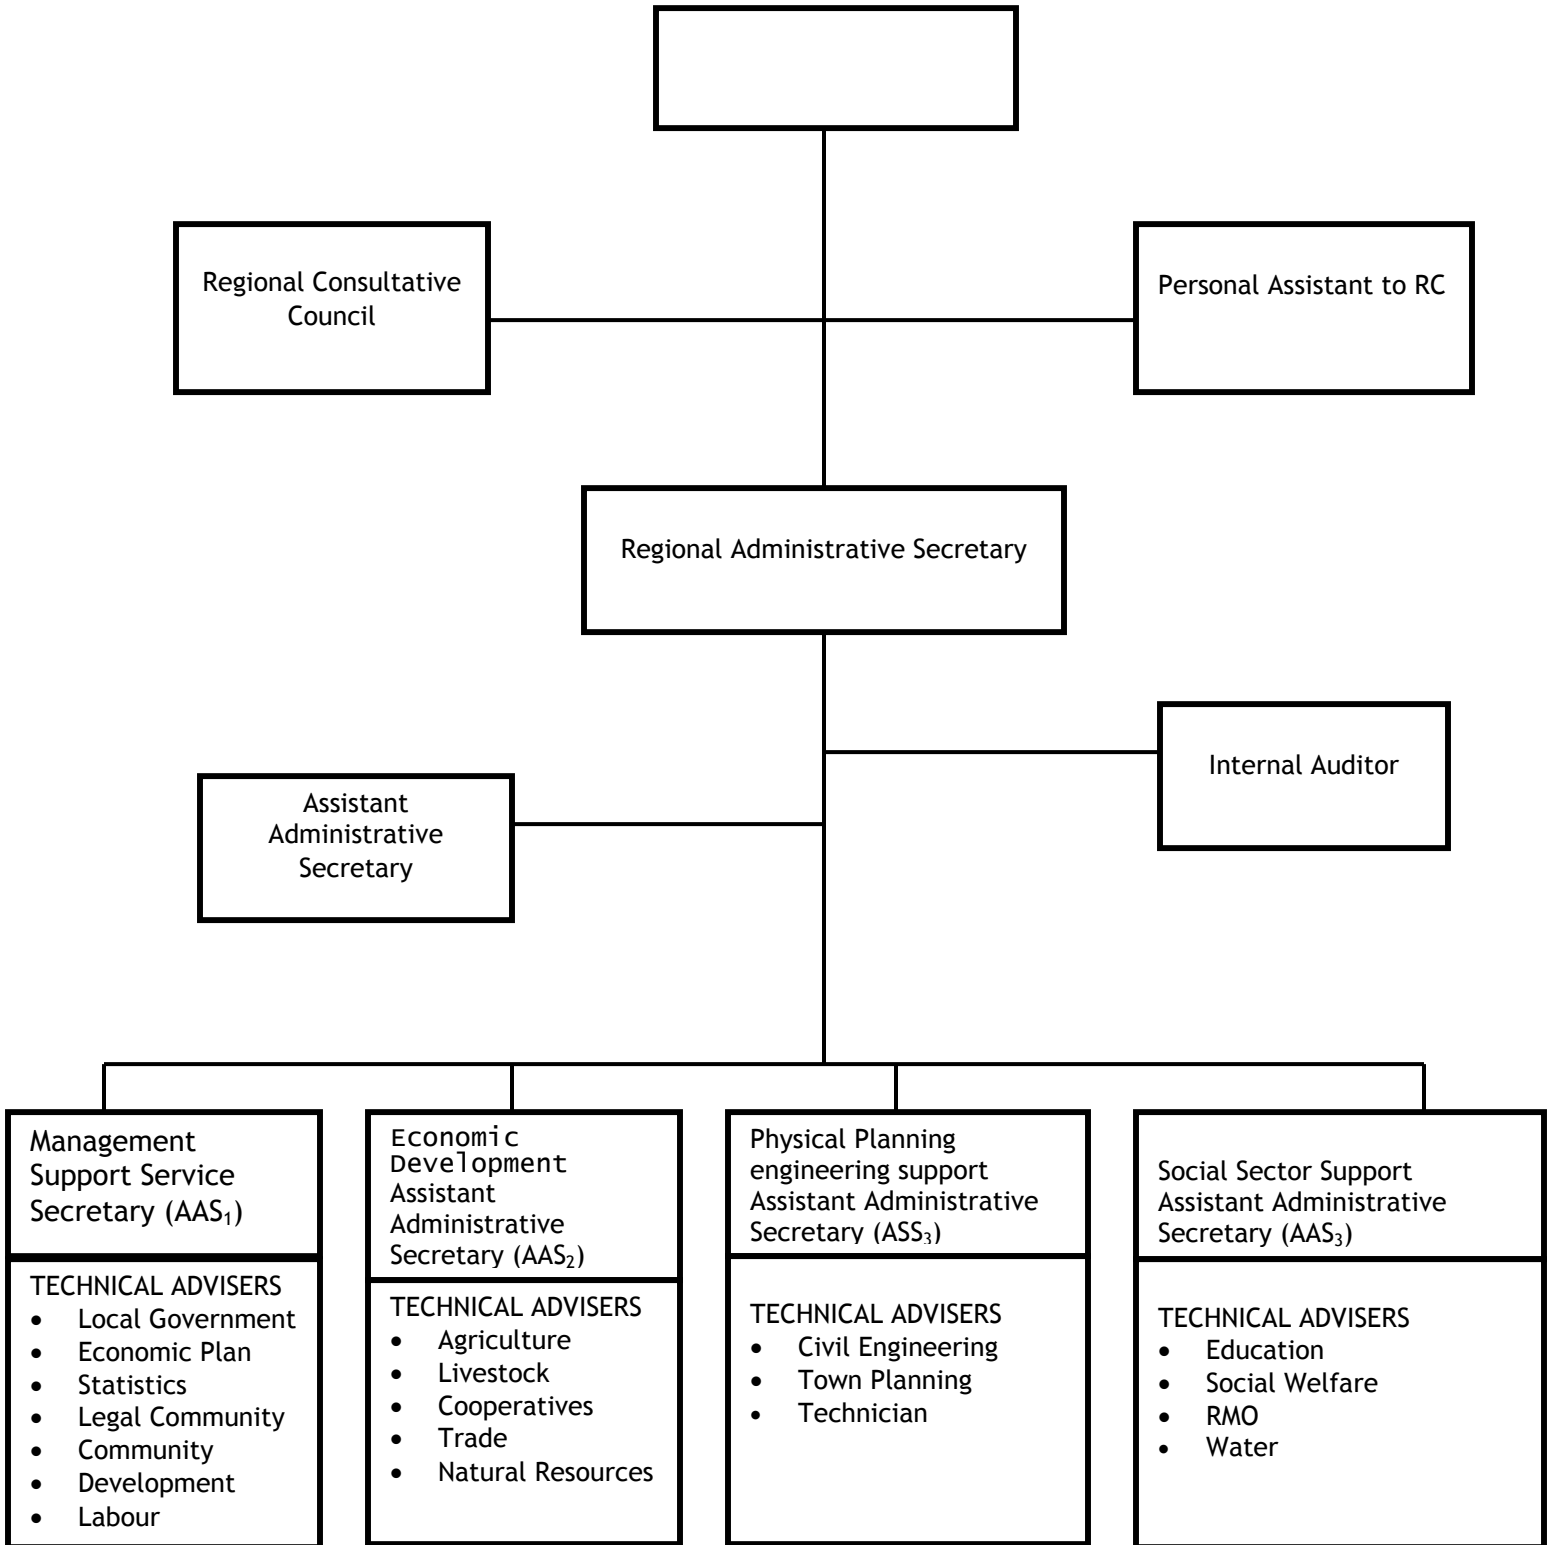 Regional Consultative
Council
Personal Assistant to RC
Regional Administrative Secretary
Internal Auditor
Assistant
Administrative
Secretary
Management
Support Service
Secretary (AAS₁)
TECHNICAL ADVISERS
• Local Government
• Economic Plan
• Statistics
• Legal Community
• Community
• Development
• Labour
Economic
Development
Assistant
Administrative
Secretary (AAS₂)
TECHNICAL ADVISERS
• Agriculture
• Livestock
• Cooperatives
• Trade
• Natural Resources
Physical Planning
engineering support
Assistant Administrative
Secretary (ASS₃)
TECHNICAL ADVISERS
• Civil Engineering
• Town Planning
• Technician
Social Sector Support
Assistant Administrative
Secretary (AAS₃)
TECHNICAL ADVISERS
• Education
• Social Welfare
• RMO
• Water